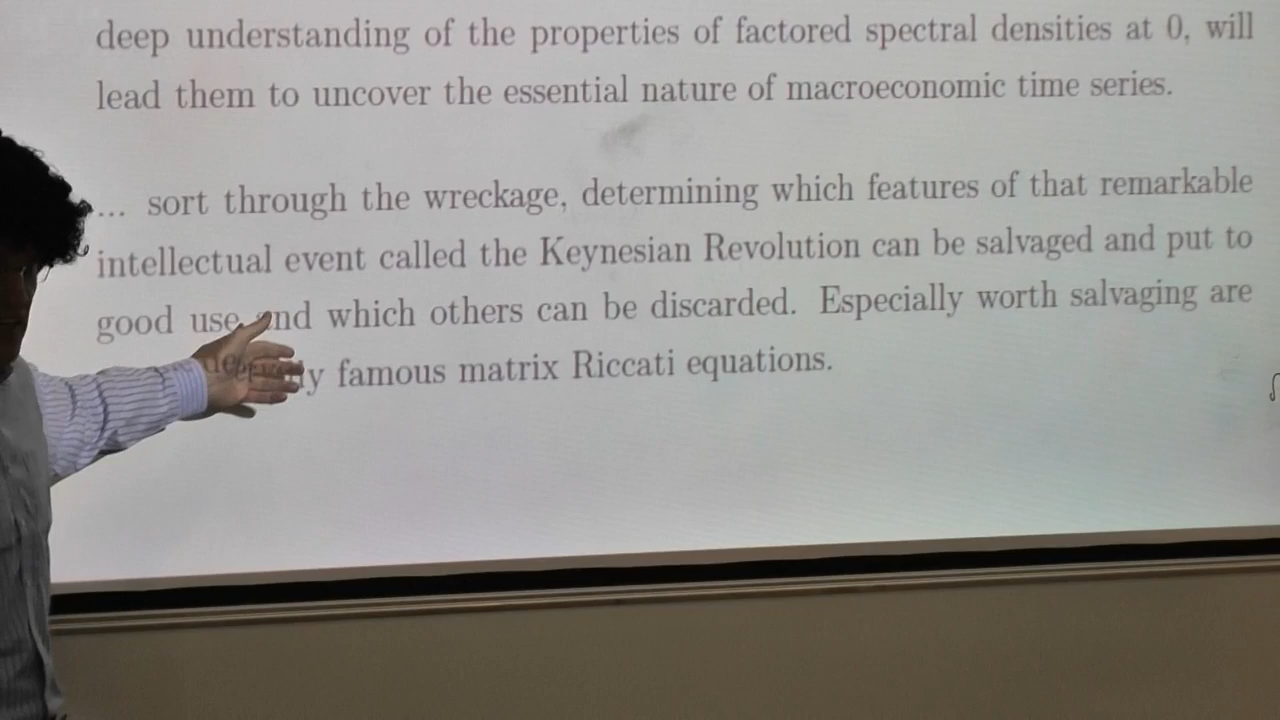 deep understanding of the properties of factored spectral densities at 0, will
lead them to uncover the essential nature of macroeconomic time series.
... sort through the wreckage, determining which features of that remarkable
intellectual event called the Keynesian Revolution can be salvaged and put to
good use and which others can be discarded. Especially worth salvaging are
famous matrix Riccati equations.